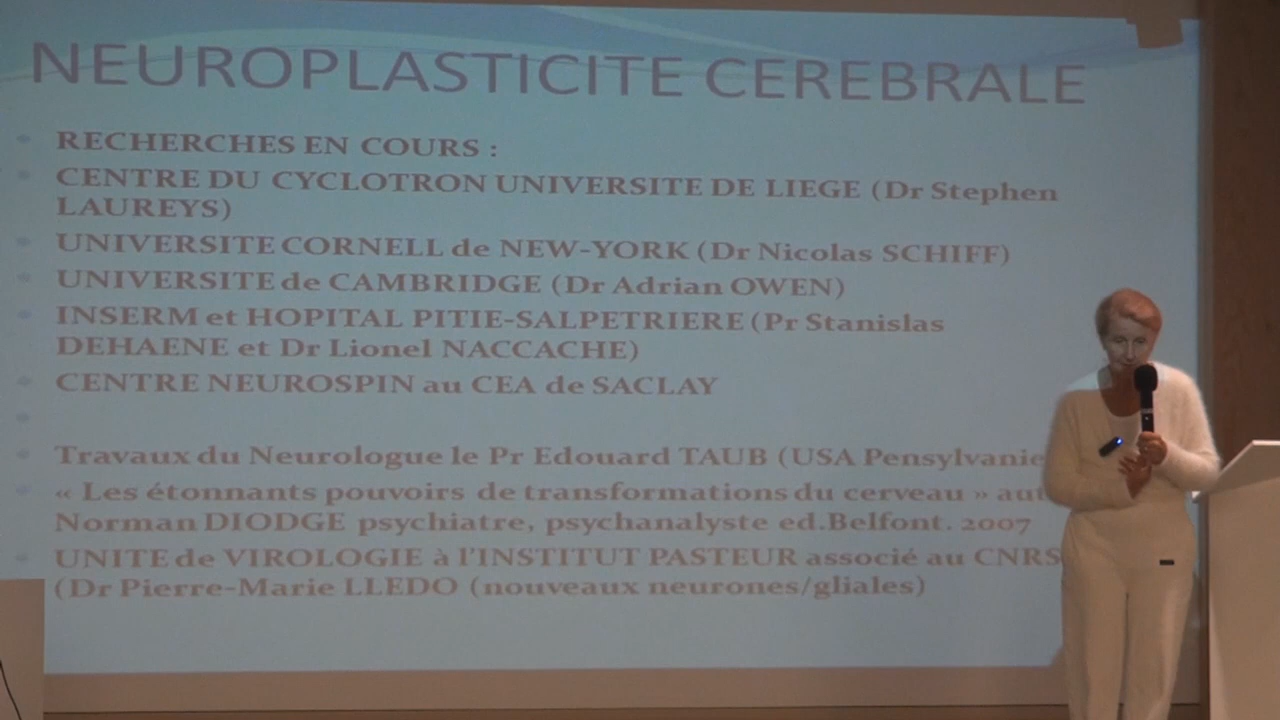 NEUROPLASTICITE CEREBRALE
RECHERCHES EN COURS :
CENTRE DU CYCLOTRON UNIVERSITE DE LIEGE (Dr Stephen
LAUREYS)
UNIVERSITE CORNELL de NEW-YORK (Dr Nicolas SCHIFF)
UNIVERSITE de CAMBRIDGE (Dr Adrian OWEN)
INSERM et HOPITAL PITIE-SALPETRIERE (Pr Stanislas
DEHAENE et Dr Lionel NACCACHE)
CENTRE NEUROSPIN au CEA de SACLAY
Travaux du Neurologue le Pr Edouard TAUB (USA Pensylvanie
« Les étonnants pouvoirs de transformations du cerveau »
Norman DIODGE psychiatre, psychanalyste ed.Belfont. 2007
UNITE de VIROLOGIE à l'INSTITUT PASTEUR associé au CNRS
(Dr Pierre-Marie LLEDO (nouveaux neurones/gliales)